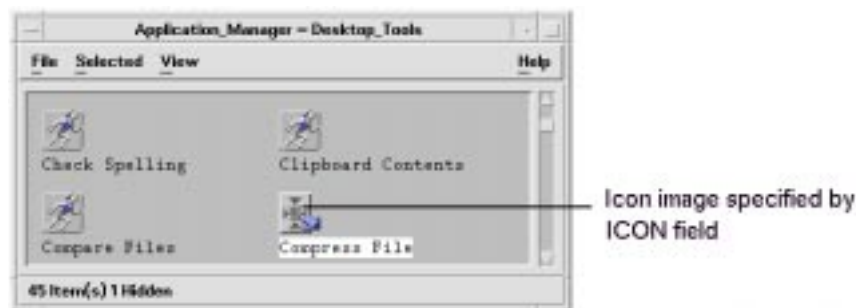 Application_Manager – Desktop_Tools
File Selected View Help
Check Spelling Clipboard Contents
Compare Files Compress File
Icon image specified by
ICON field
45 Item(s) 1 Hidden